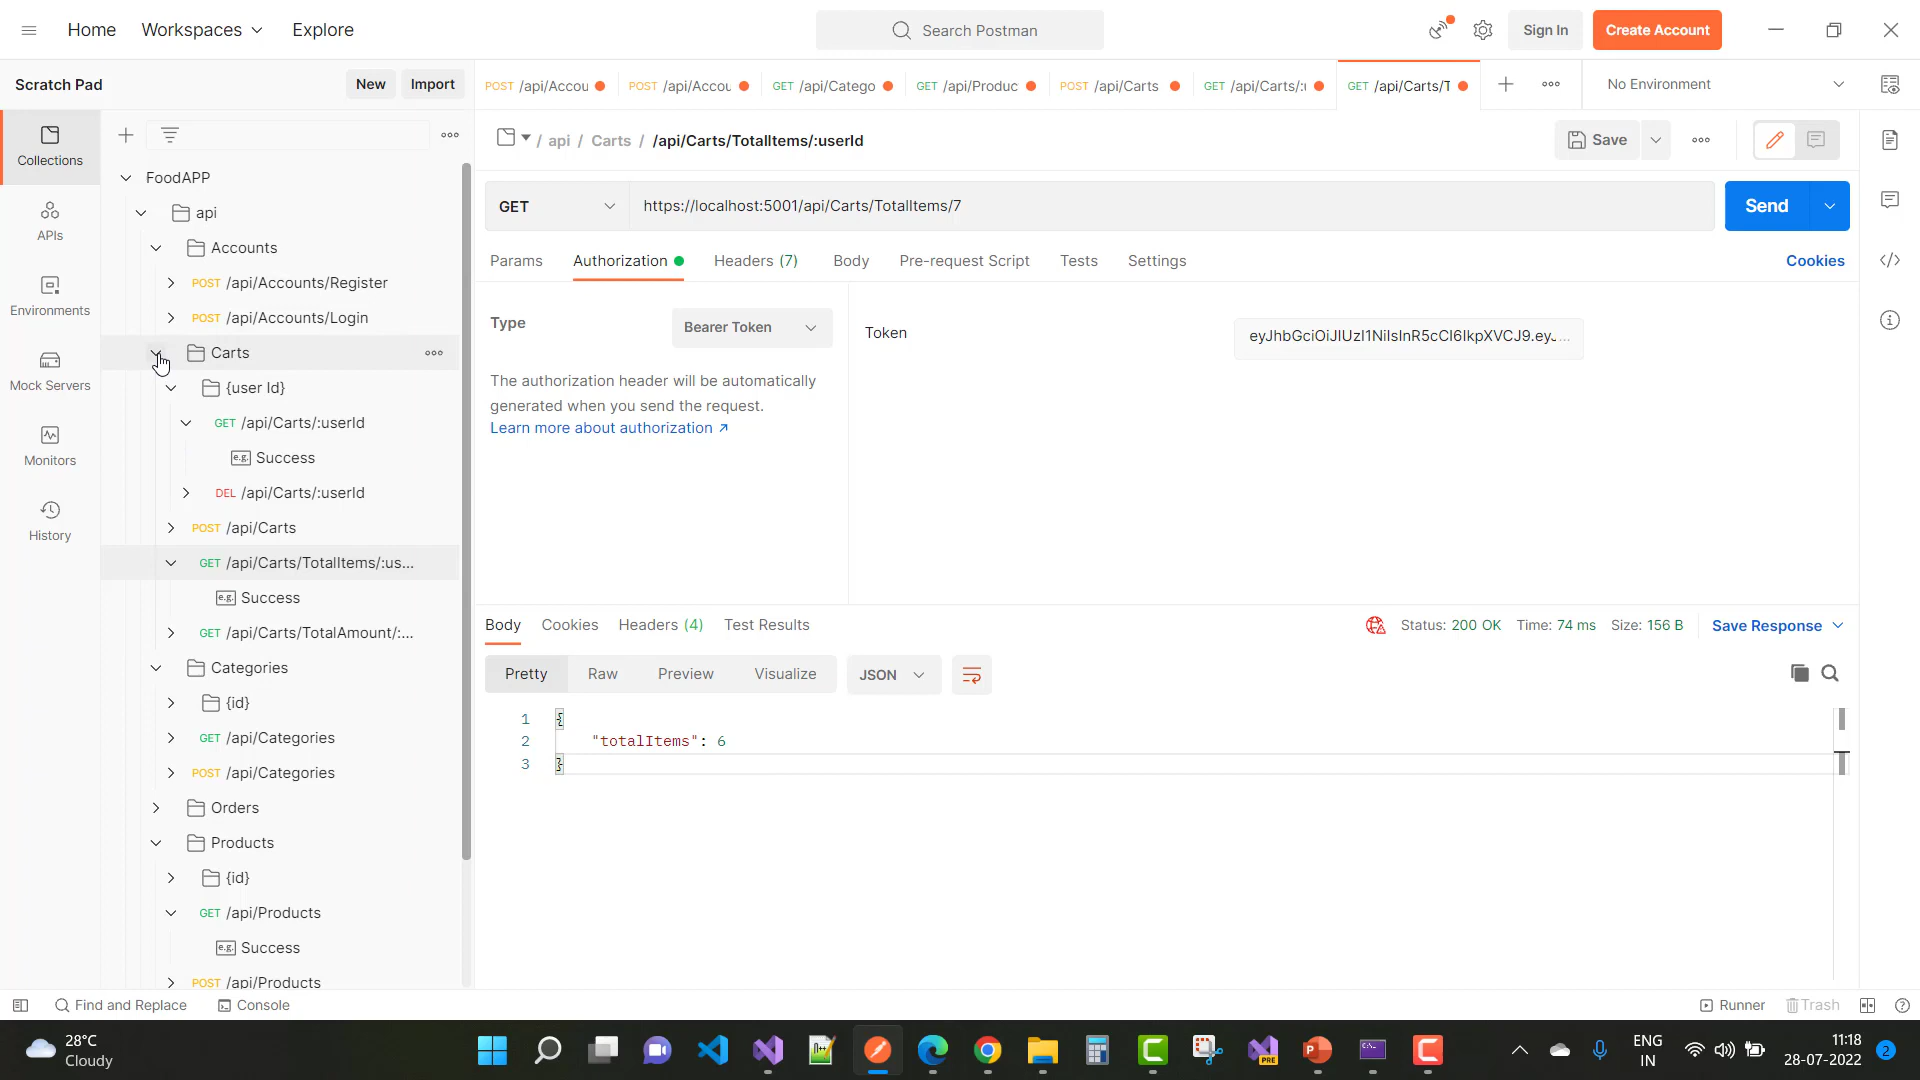 Home
Workspaces
Explore
Search Postman
Sign In
Create Account
Scratch Pad
New
Import
POST /api/Accou
POST /api/Accou
GET /api/Catego
GET /api/Produc
POST /api/Carts
GET /api/Carts/:
GET /api/Carts/T
No Environment
Collections
APIs
Environments
Mock Servers
Monitors
History
FoodAPP
api
Accounts
POST /api/Accounts/Register
POST /api/Accounts/Login
Carts
{user Id}
GET /api/Carts/:userId
e.g. Success
DEL /api/Carts/:userId
POST /api/Carts
GET /api/Carts/TotalItems/:us...
e.g. Success
GET /api/Carts/TotalAmount/:...
Categories
{id}
GET /api/Categories
POST /api/Categories
Orders
Products
{id}
GET /api/Products
e.g. Success
POST /api/Products
/ api / Carts / /api/Carts/TotalItems/:userId
Save
GET
https://localhost:5001/api/Carts/TotalItems/7
Send
Params
Authorization
Headers (7)
Body
Pre-request Script
Tests
Settings
Cookies
Type
Bearer Token
The authorization header will be automatically
generated when you send the request.
Learn more about authorization ↗
Token
eyJhbGciOiJIUzI1NiIsInR5cCI6IkpXVCJ9.eyJ...
Body
Cookies
Headers (4)
Test Results
Status: 200 OK
Time: 74 ms
Size: 156 B
Save Response
Pretty
Raw
Preview
Visualize
JSON
1 {
2 "totalItems": 6
3 }
Find and Replace
Console
Runner
Trash
28°C
Cloudy
PRE
ENG
IN
11:18
28-07-2022
2